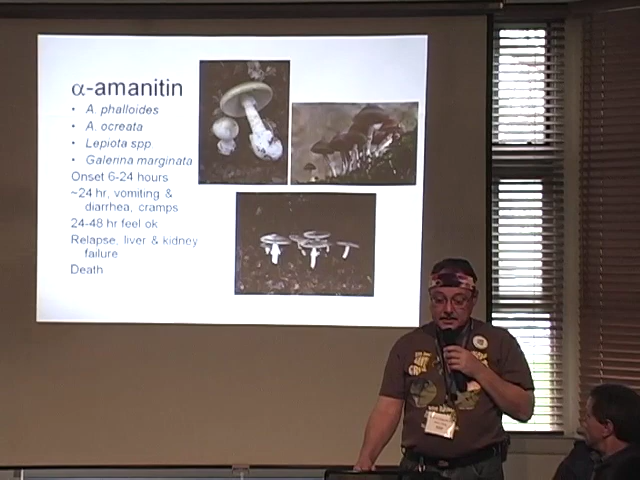 α-amanitin
• A. phalloides
• A. ocreata
• Lepiota spp
• Galerina marginata
Onset 6-24 hours
~24 hr, vomiting &
diarrhea, cramps
24-48 hr feel ok
Relapse, liver & kidney
failure
Death